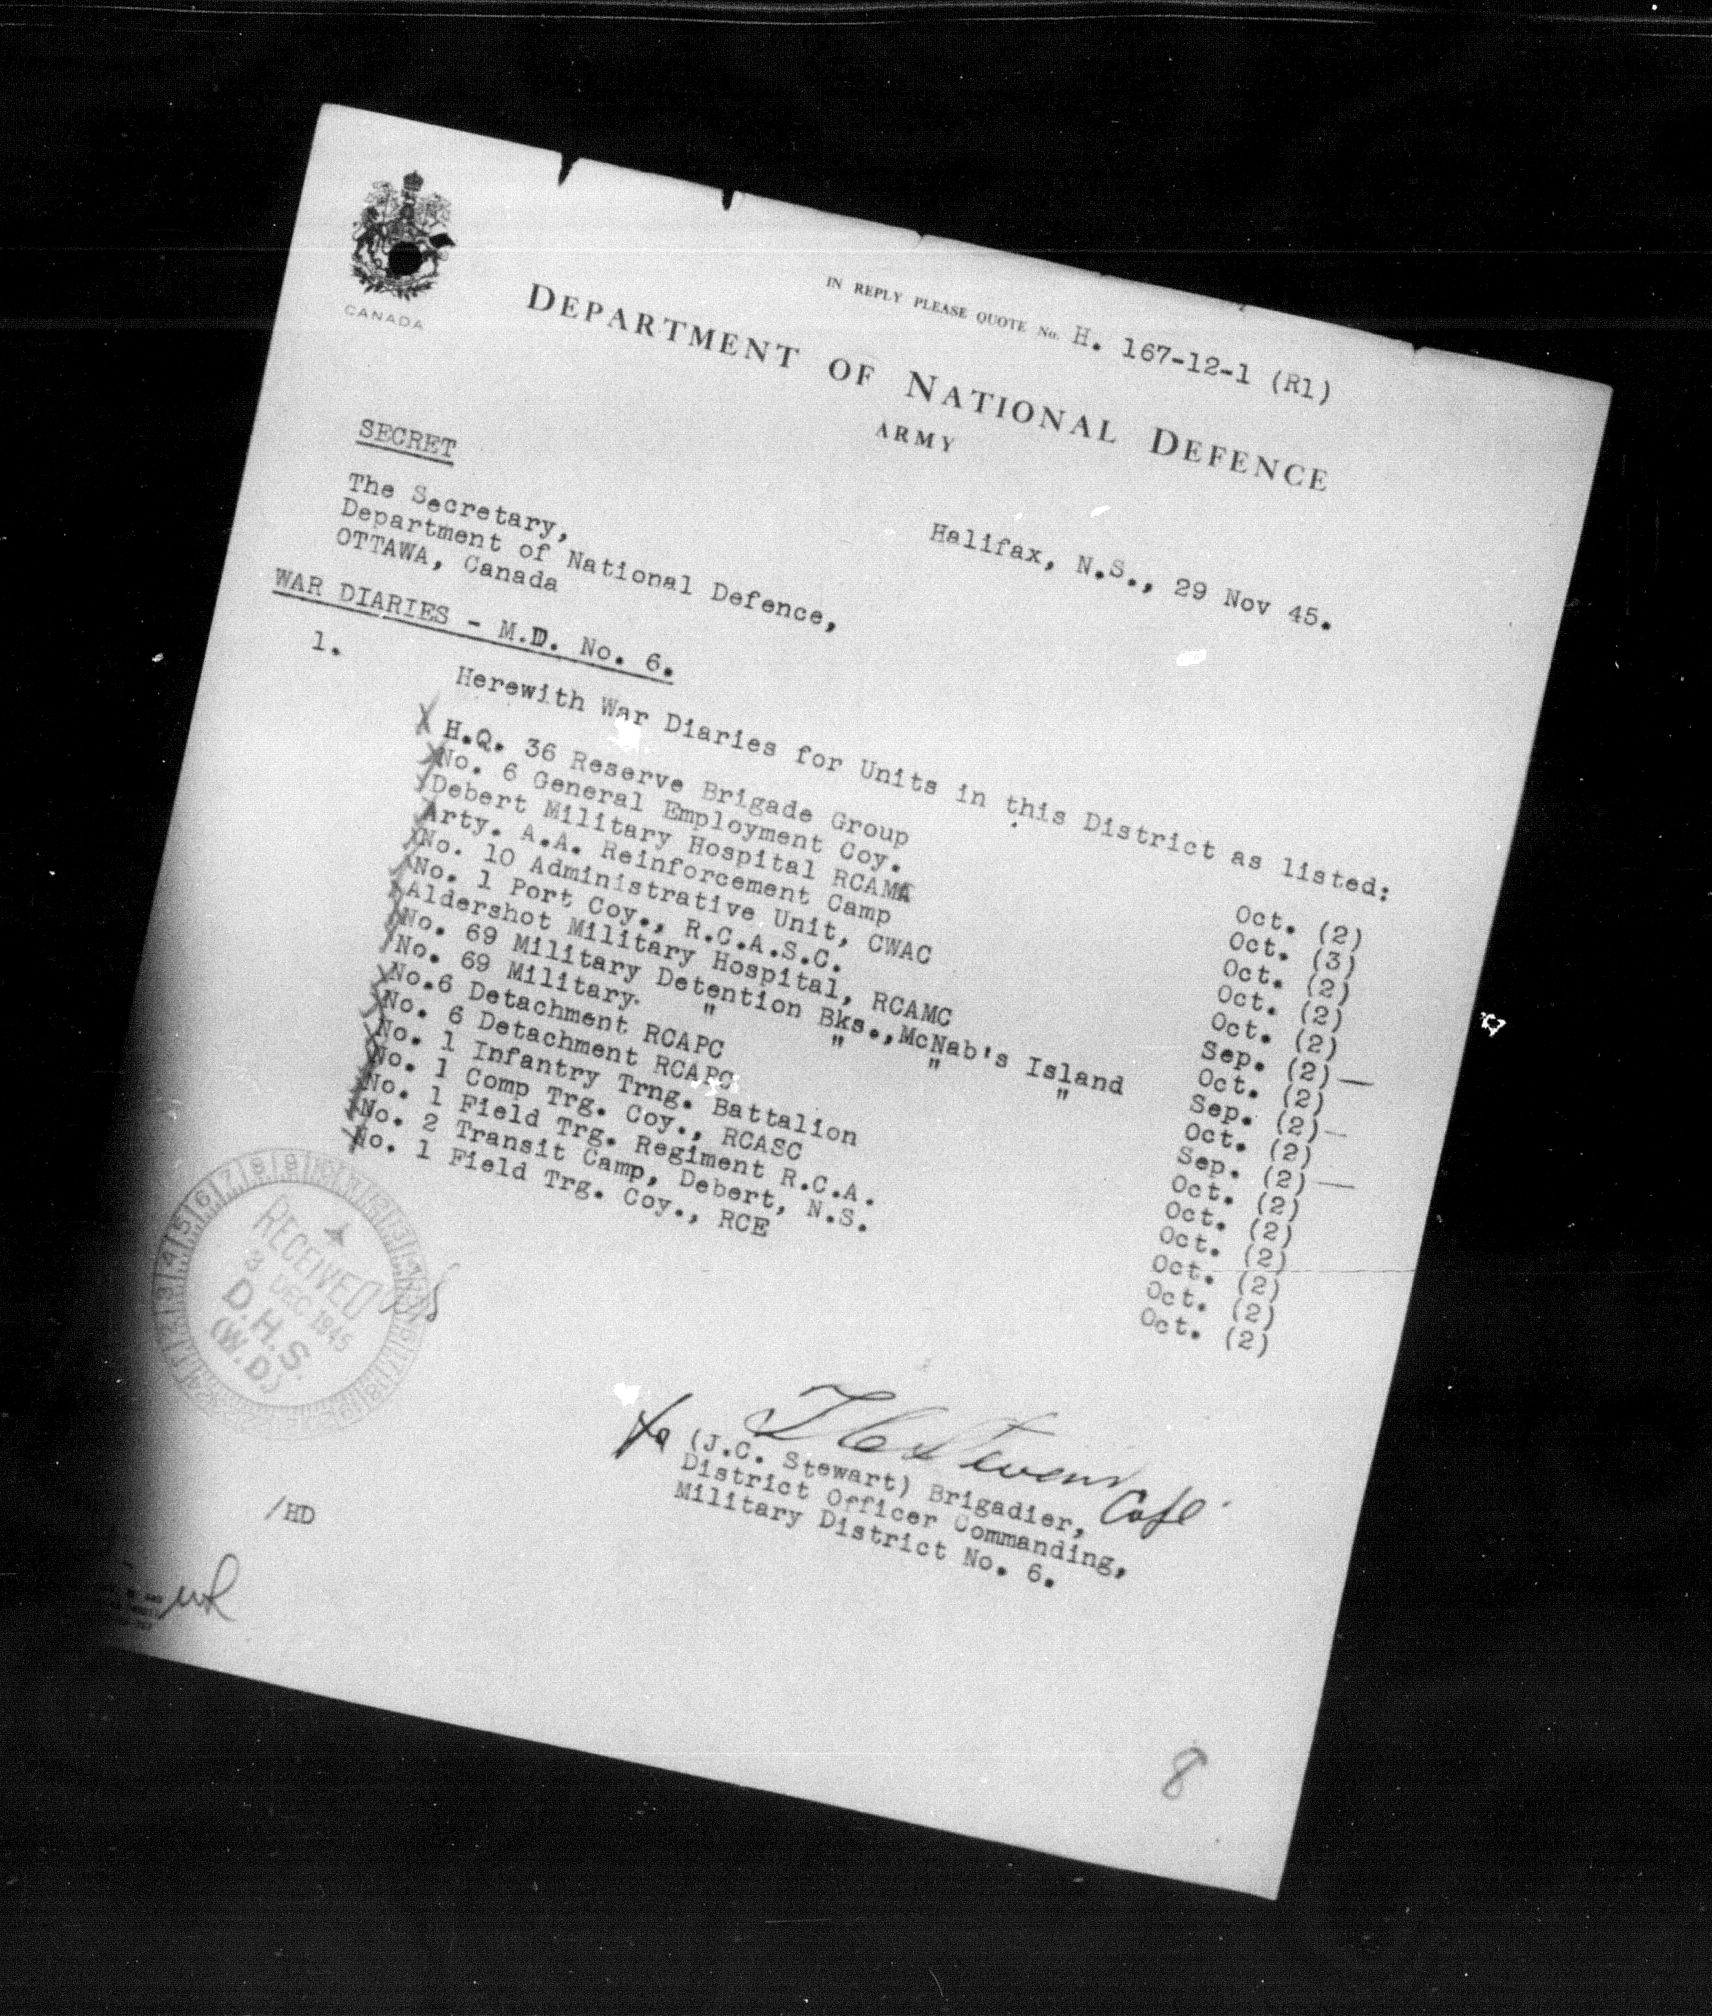 CANADA
IN REPLY PLEASE QUOTE No. H. 167-12-1 (R1)
DEPARTMENT OF NATIONAL DEFENCE
ARMY
SECRET
Halifax, N.S., 29 Nov 45.
The Secretary,
Department of National Defence,
OTTAWA, Canada
WAR DIARIES - M.D. No. 6.
1. Herewith War Diaries for Units in this District as listed:
X H.Q. 36 Reserve Brigade Group Oct. (2)
X No. 6 General Employment Coy. Oct. (3)
Debert Military Hospital RCAMC Oct. (2)
Arty. A.A. Reinforcement Camp Oct. (2)
No. 10 Administrative Unit, CWAC Oct. (2)
No. 1 Port Coy., R.C.A.S.C. Sep. (2)—
Aldershot Military Hospital, RCAMC Oct. (2)
No. 69 Military Detention Bks.,McNab's Island Sep. (2)—
No. 69 Military " " " " Oct. (2)
No.6 Detachment RCAPC Sep. (2)—
No. 6 Detachment RCAPC Oct. (2)
No. 1 Infantry Trng. Battalion Oct. (2)
No. 1 Comp Trg. Coy., RCASC Oct. (2)
No. 1 Field Trg. Regiment R.C.A. Oct. (2)
No. 2 Transit Camp, Debert, N.S. Oct. (2)
No. 1 Field Trg. Coy., RCE Oct. (2)
RECEIVED
3 DEC 1945
D.H.S.
(W.D.)
(J.C. Stewart) Brigadier,
District Officer Commanding,
Military District No. 6.
/HD
8